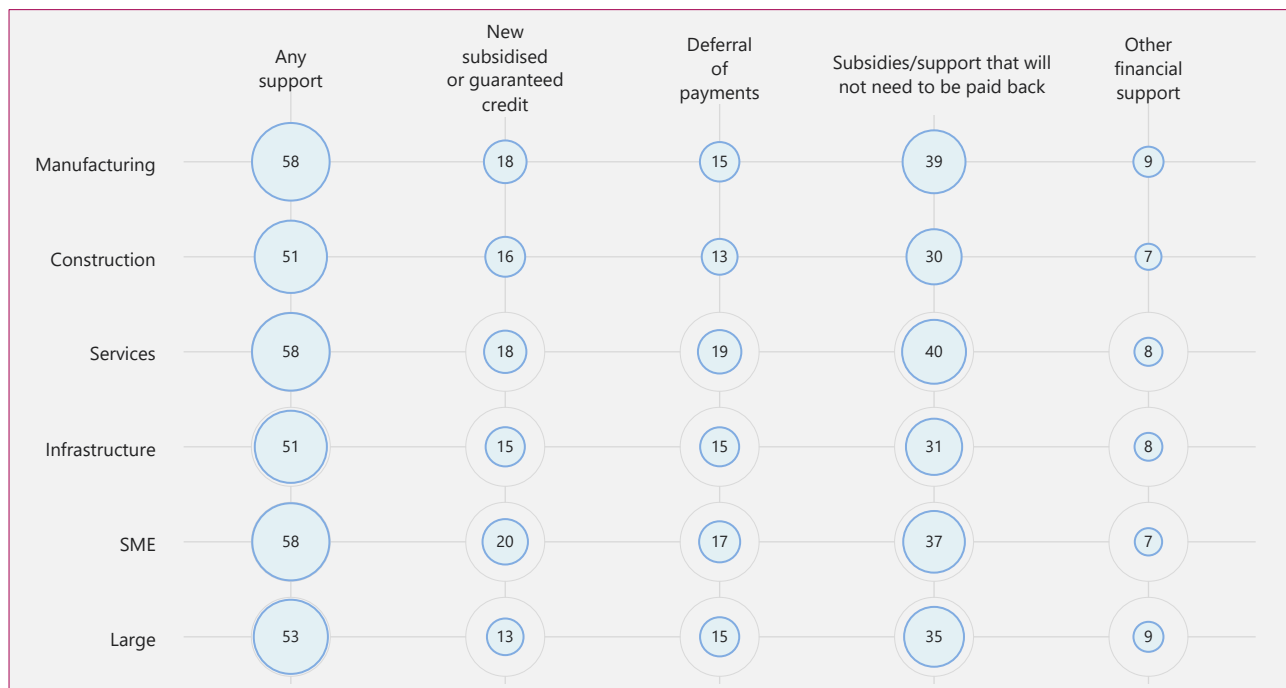 Any
support
New
subsidised
or guaranteed
credit
Deferral
of
payments
Subsidies/support that will
not need to be paid back
Other
financial
support
Manufacturing 58 18 15 39 9
Construction 51 16 13 30 7
Services 58 18 19 40 8
Infrastructure 51 15 15 31 8
SME 58 20 17 37 7
Large 53 13 15 35 9